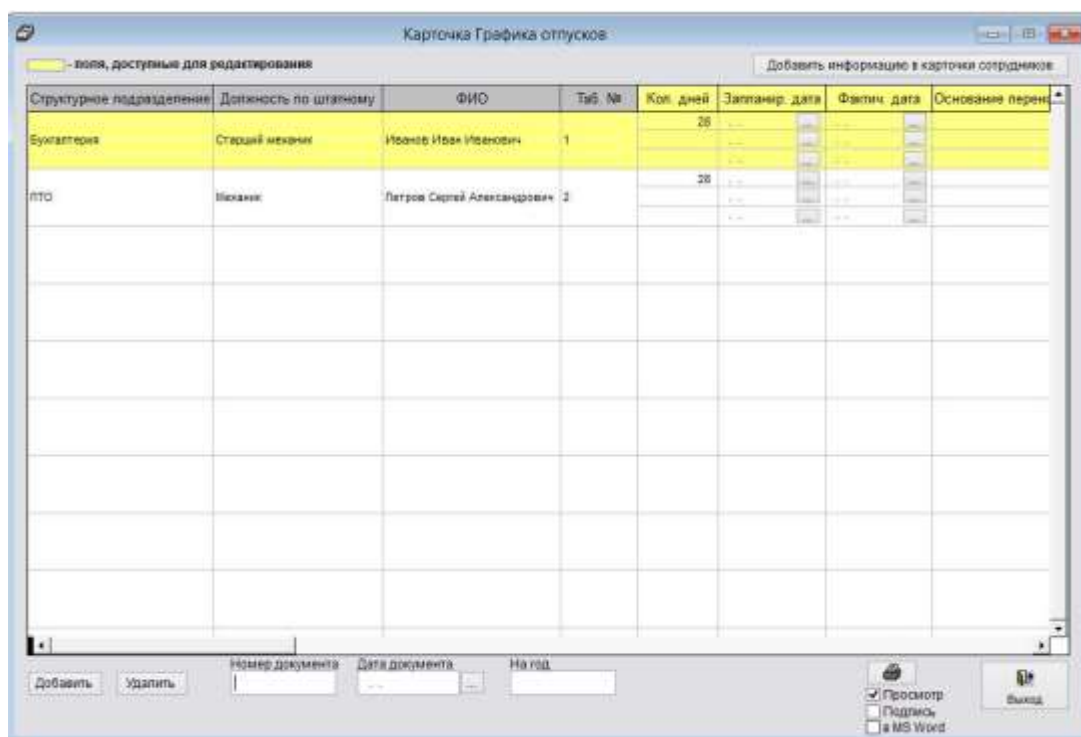 Карточка Графика отпусков
- поля, доступные для редактирования
Добавить информацию в карточки сотрудников
Структурное подразделение Должность по штатному ФИО Таб. № Кол. дней Запланир. дата Фактич. дата Основание перено
Бухгалтерия Старший механик Иванов Иван Иванович 1 28
ПТО Механик Петров Сергей Александрович 2 28
Номер документа Дата документа На год
Добавить Удалить ...
Просмотр
Подпись
в MS Word
Выход